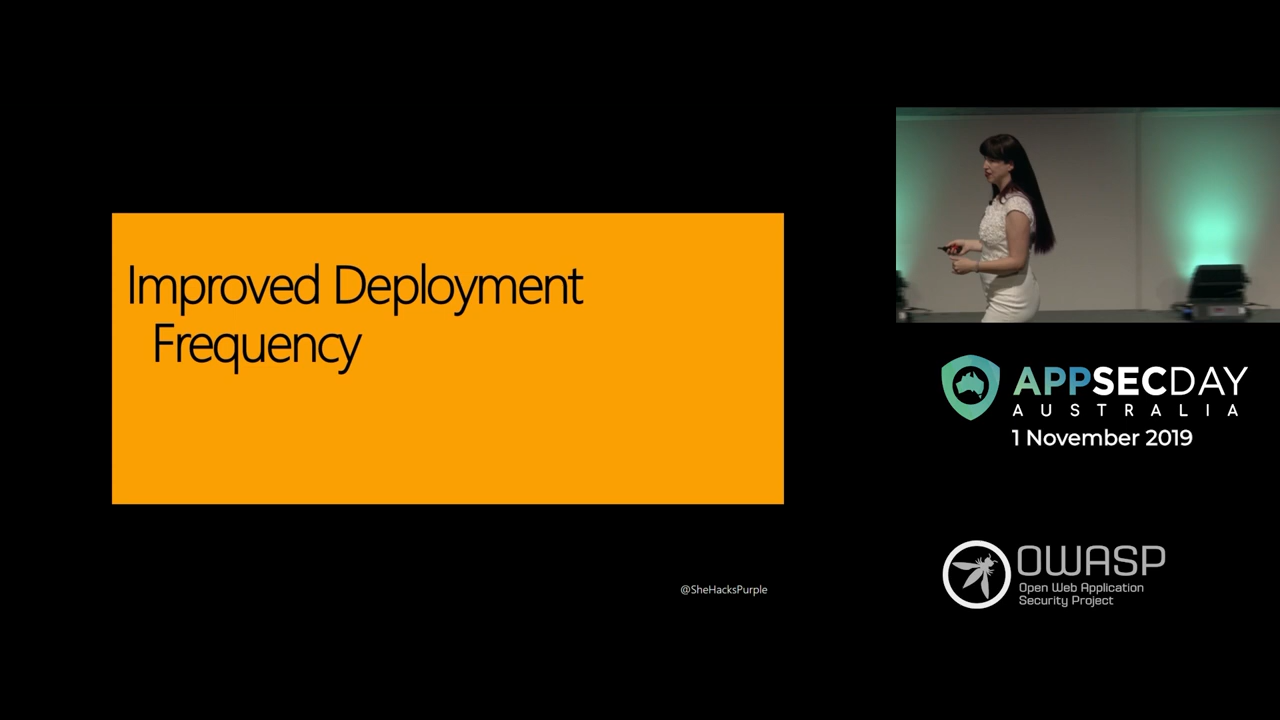 Improved Deployment
Frequency
@SheHacksPurple
APPSECDAY
AUSTRALIA
1 November 2019
OWASP
Open Web Application
Security Project